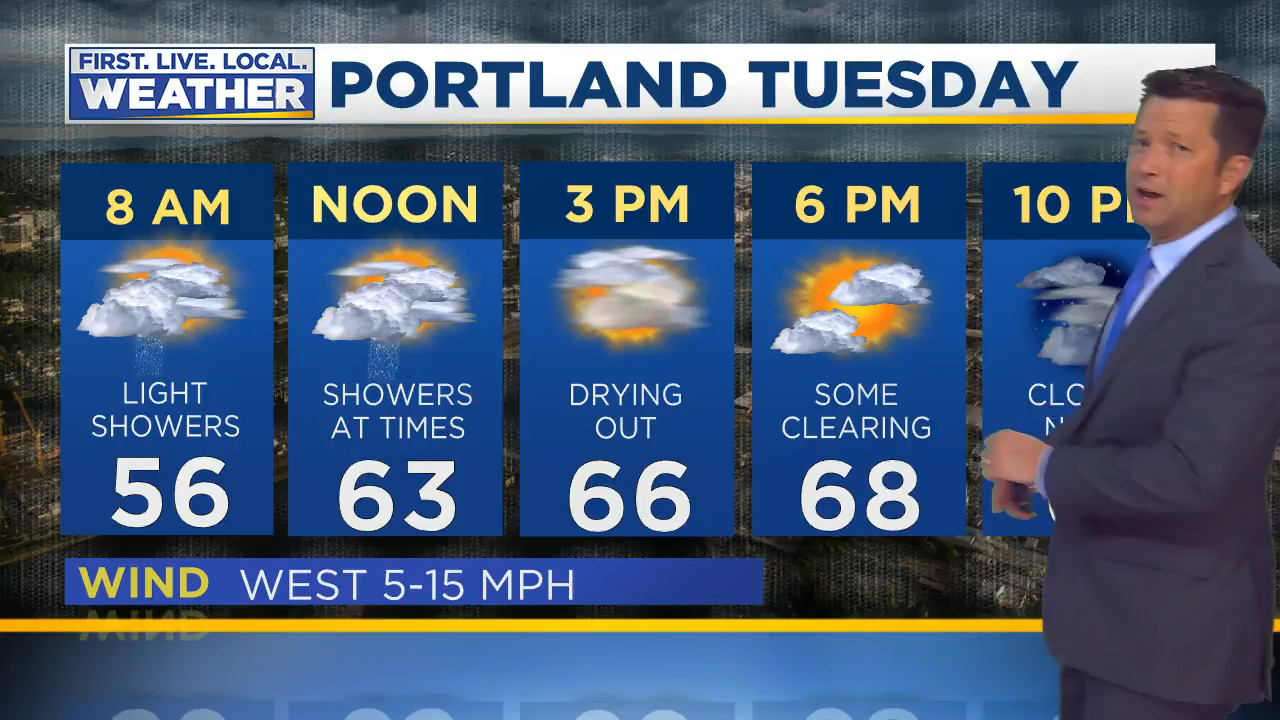 FIRST. LIVE. LOCAL.
WEATHER
PORTLAND TUESDAY
8 AM
NOON
3 PM
6 PM
10
LIGHT
SHOWERS
56
SHOWERS
AT TIMES
63
DRYING
OUT
66
SOME
CLEARING
68
WIND WEST 5-15 MPH